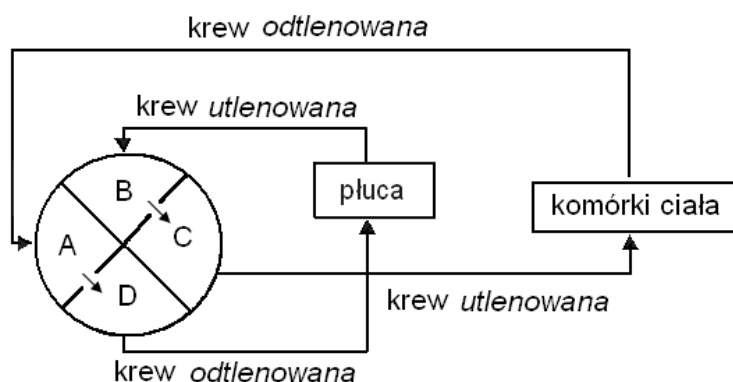 krew odtlenowana
krew utlenowana
B
płuca
komórki ciała
A
C
D
krew utlenowana
krew odtlenowana